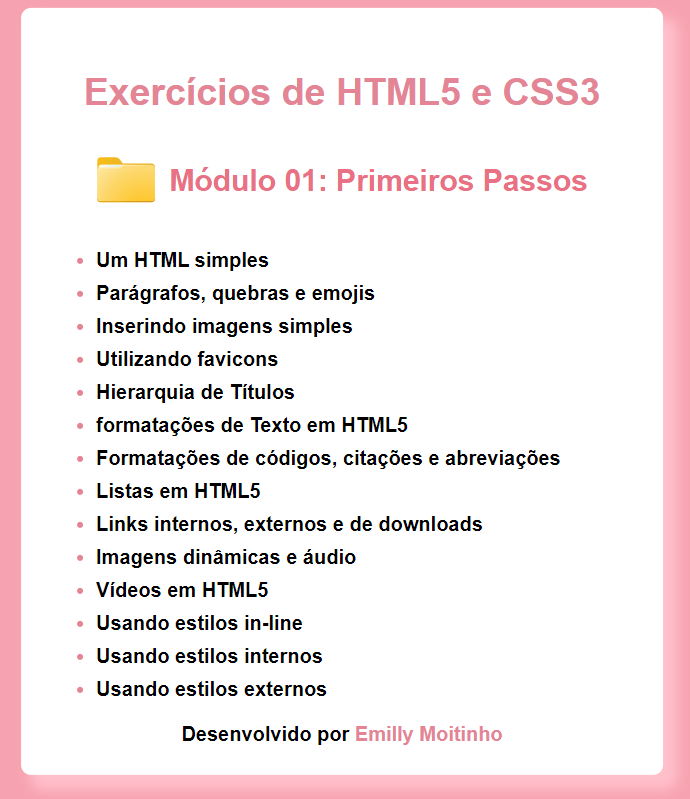 Exercícios de HTML5 e CSS3
Módulo 01: Primeiros Passos
Um HTML simples
Parágrafos, quebras e emojis
Inserindo imagens simples
Utilizando favicons
Hierarquia de Títulos
formatações de Texto em HTML5
Formatações de códigos, citações e abreviações
Listas em HTML5
Links internos, externos e de downloads
Imagens dinâmicas e áudio
Vídeos em HTML5
Usando estilos in-line
Usando estilos internos
Usando estilos externos
Desenvolvido por Emilly Moitinho